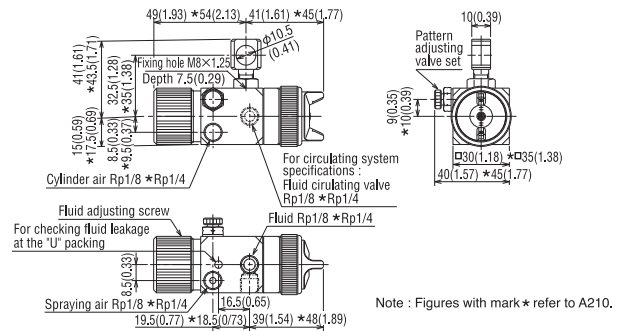 49(1.93) *54(2.13)
41(1.61) *45(1.77)
φ10.5
(0.41)
Fixing hole M8×1.25
Depth 7.5(0.29)
41(1.61)
*43.5(1.71)
32.5(1.28)
*35(1.38)
15(0.59)
*17.5(0.69)
8.5(0.33)
*9.5(0.37)
Cylinder air Rp1/8 *Rp1/4
For circulating system
specifications :
Fluid cirulating valve
Rp1/8 *Rp1/4
10(0.39)
Pattern
adjusting
valve set
9(0.35)
*10(0.39)
□30(1.18) *□35(1.38)
40(1.57) *45(1.77)
Fluid adjusting screw
For checking fluid leakage
at the "U" packing
Fluid Rp1/8 *Rp1/4
8.5(0.33)
Spraying air Rp1/8 *Rp1/4
16.5(0.65)
19.5(0.77) *18.5(0/73)
39(1.54) *48(1.89)
Note : Figures with mark* refer to A210.